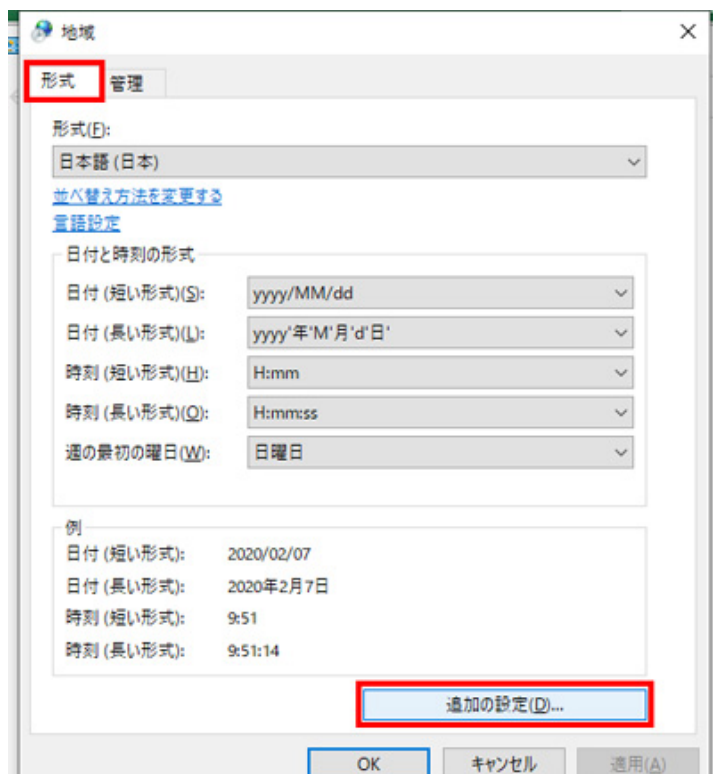 地域
形式 管理
形式(F):
日本語 (日本)
並べ替え方法を変更する
言語設定
日付と時刻の形式
日付 (短い形式)(S): yyyy/MM/dd
日付 (長い形式)(L): yyyy'年'M'月'd'日'
時刻 (短い形式)(H): H:mm
時刻 (長い形式)(O): H:mm:ss
週の最初の曜日(W): 日曜日
例
日付 (短い形式): 2020/02/07
日付 (長い形式): 2020年2月7日
時刻 (短い形式): 9:51
時刻 (長い形式): 9:51:14
追加の設定(D)...
OK キャンセル 適用(A)